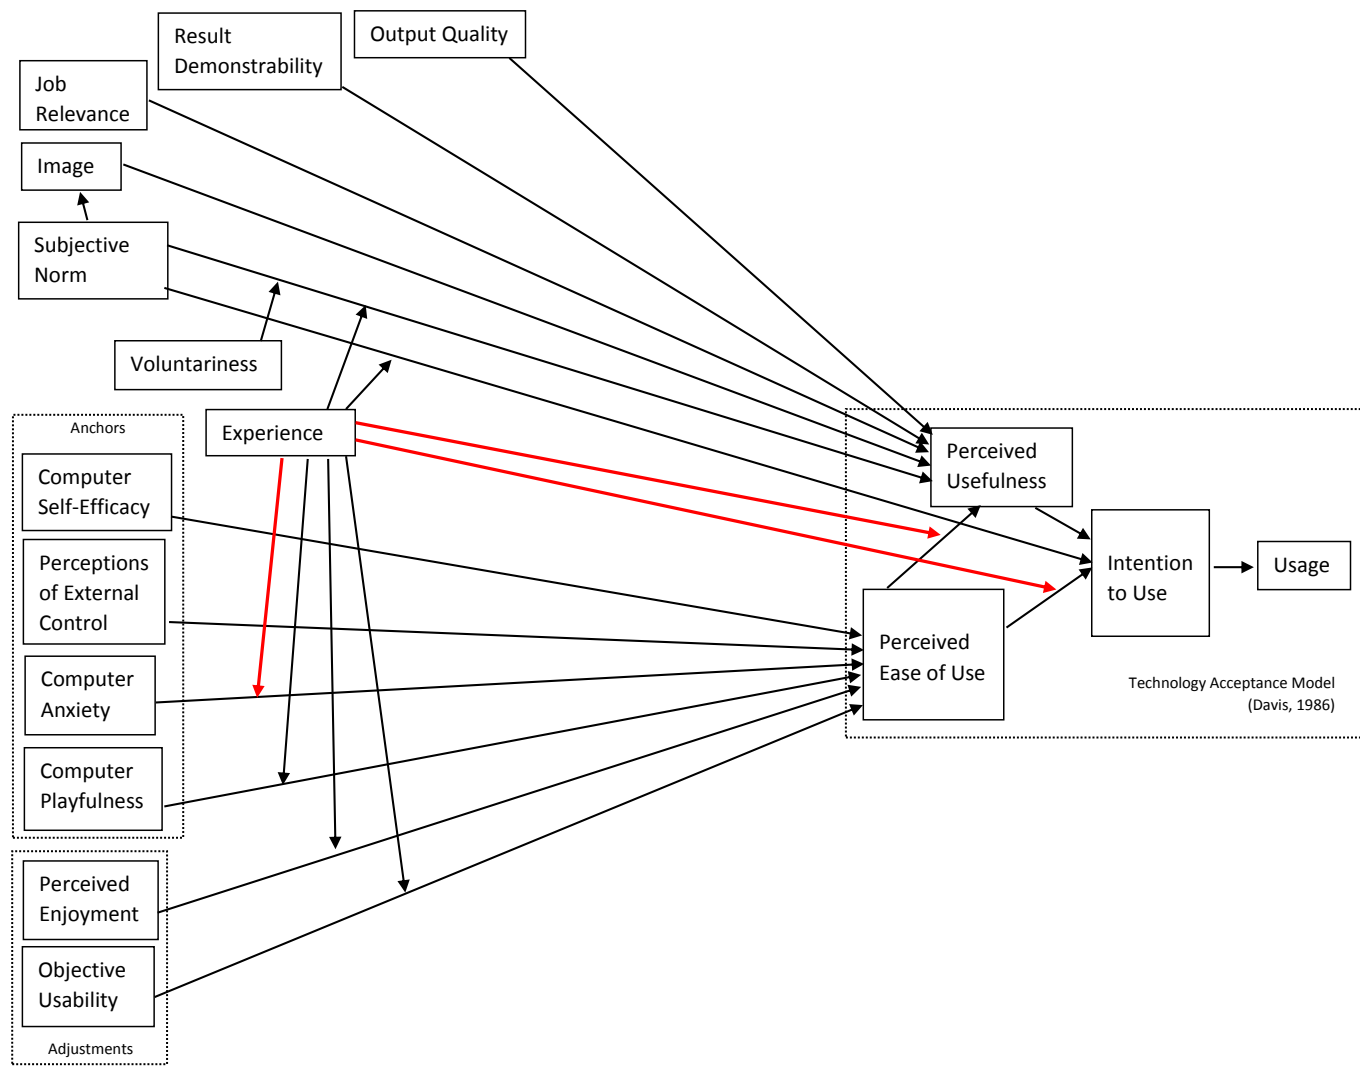 Output Quality
Result
Demonstrability
Job
Relevance
Image
Subjective
Norm
Voluntariness
Experience
Anchors
Computer
Self-Efficacy
Perceptions
of External
Control
Computer
Anxiety
Computer
Playfulness
Perceived
Enjoyment
Objective
Usability
Adjustments
Perceived
Usefulness
Perceived
Ease of Use
Intention
to Use
Usage
Technology Acceptance Model
(Davis, 1986)